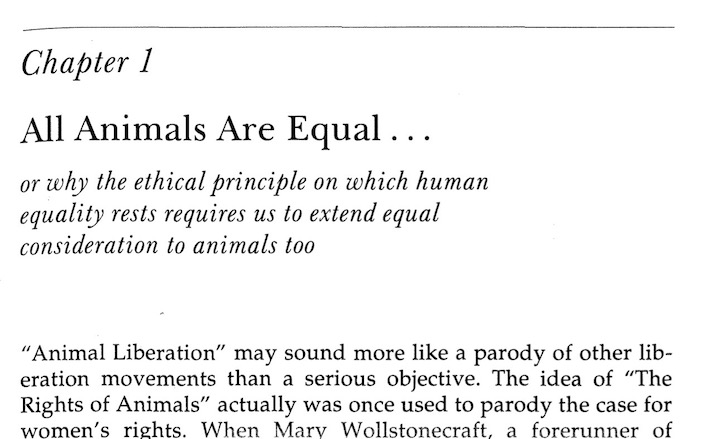 Chapter 1
All Animals Are Equal . . .
or why the ethical principle on which human
equality rests requires us to extend equal
consideration to animals too
“Animal Liberation” may sound more like a parody of other lib-
eration movements than a serious objective. The idea of “The
Rights of Animals” actually was once used to parody the case for
women’s rights. When Mary Wollstonecraft, a forerunner of